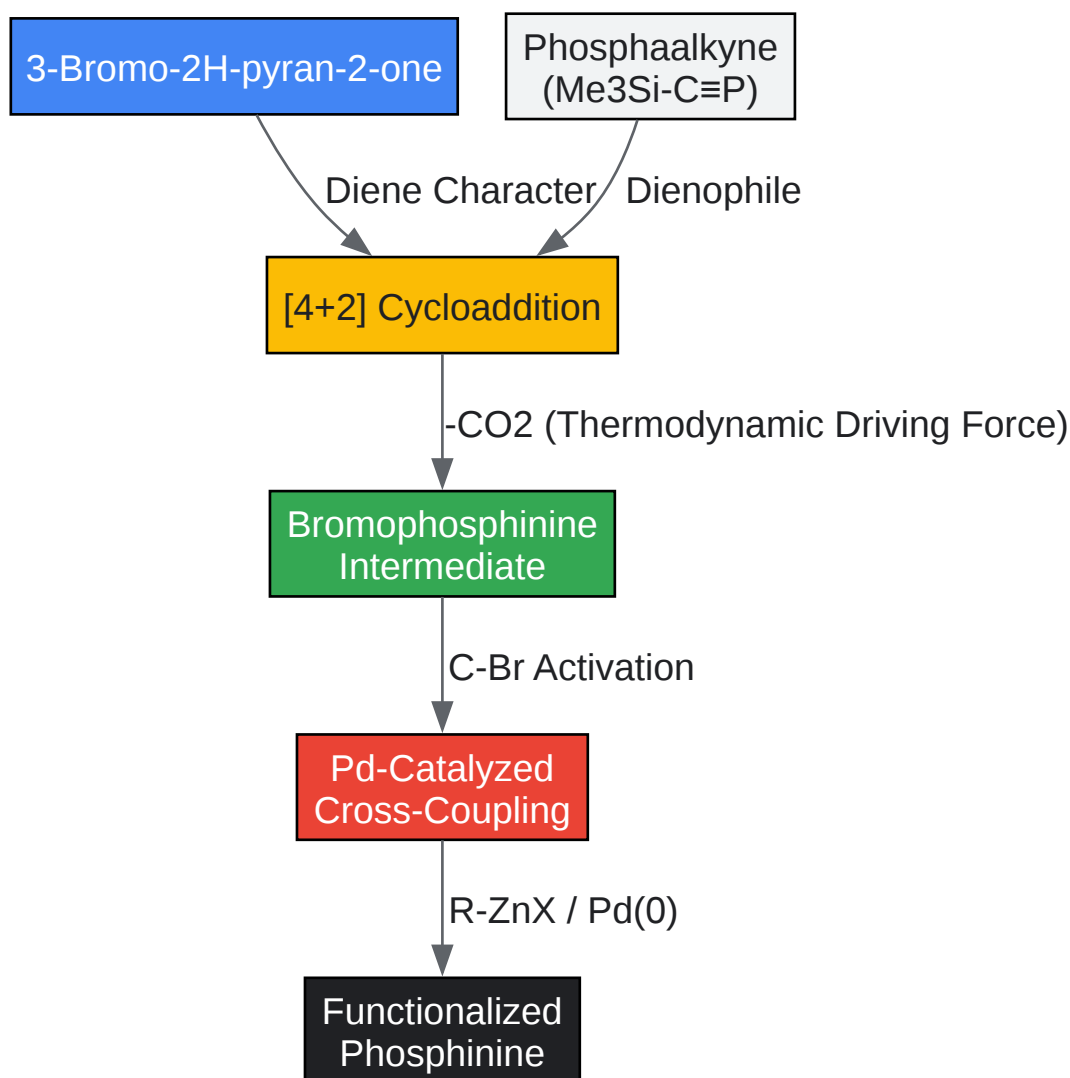 3-Bromo-2H-pyran-2-one
Phosphaalkyne
(Me3Si-C≡P)
Diene Character
Dienophile
[4+2] Cycloaddition
-CO2 (Thermodynamic Driving Force)
Bromophosphinine
Intermediate
C-Br Activation
Pd-Catalyzed
Cross-Coupling
R-ZnX / Pd(0)
Functionalized
Phosphinine